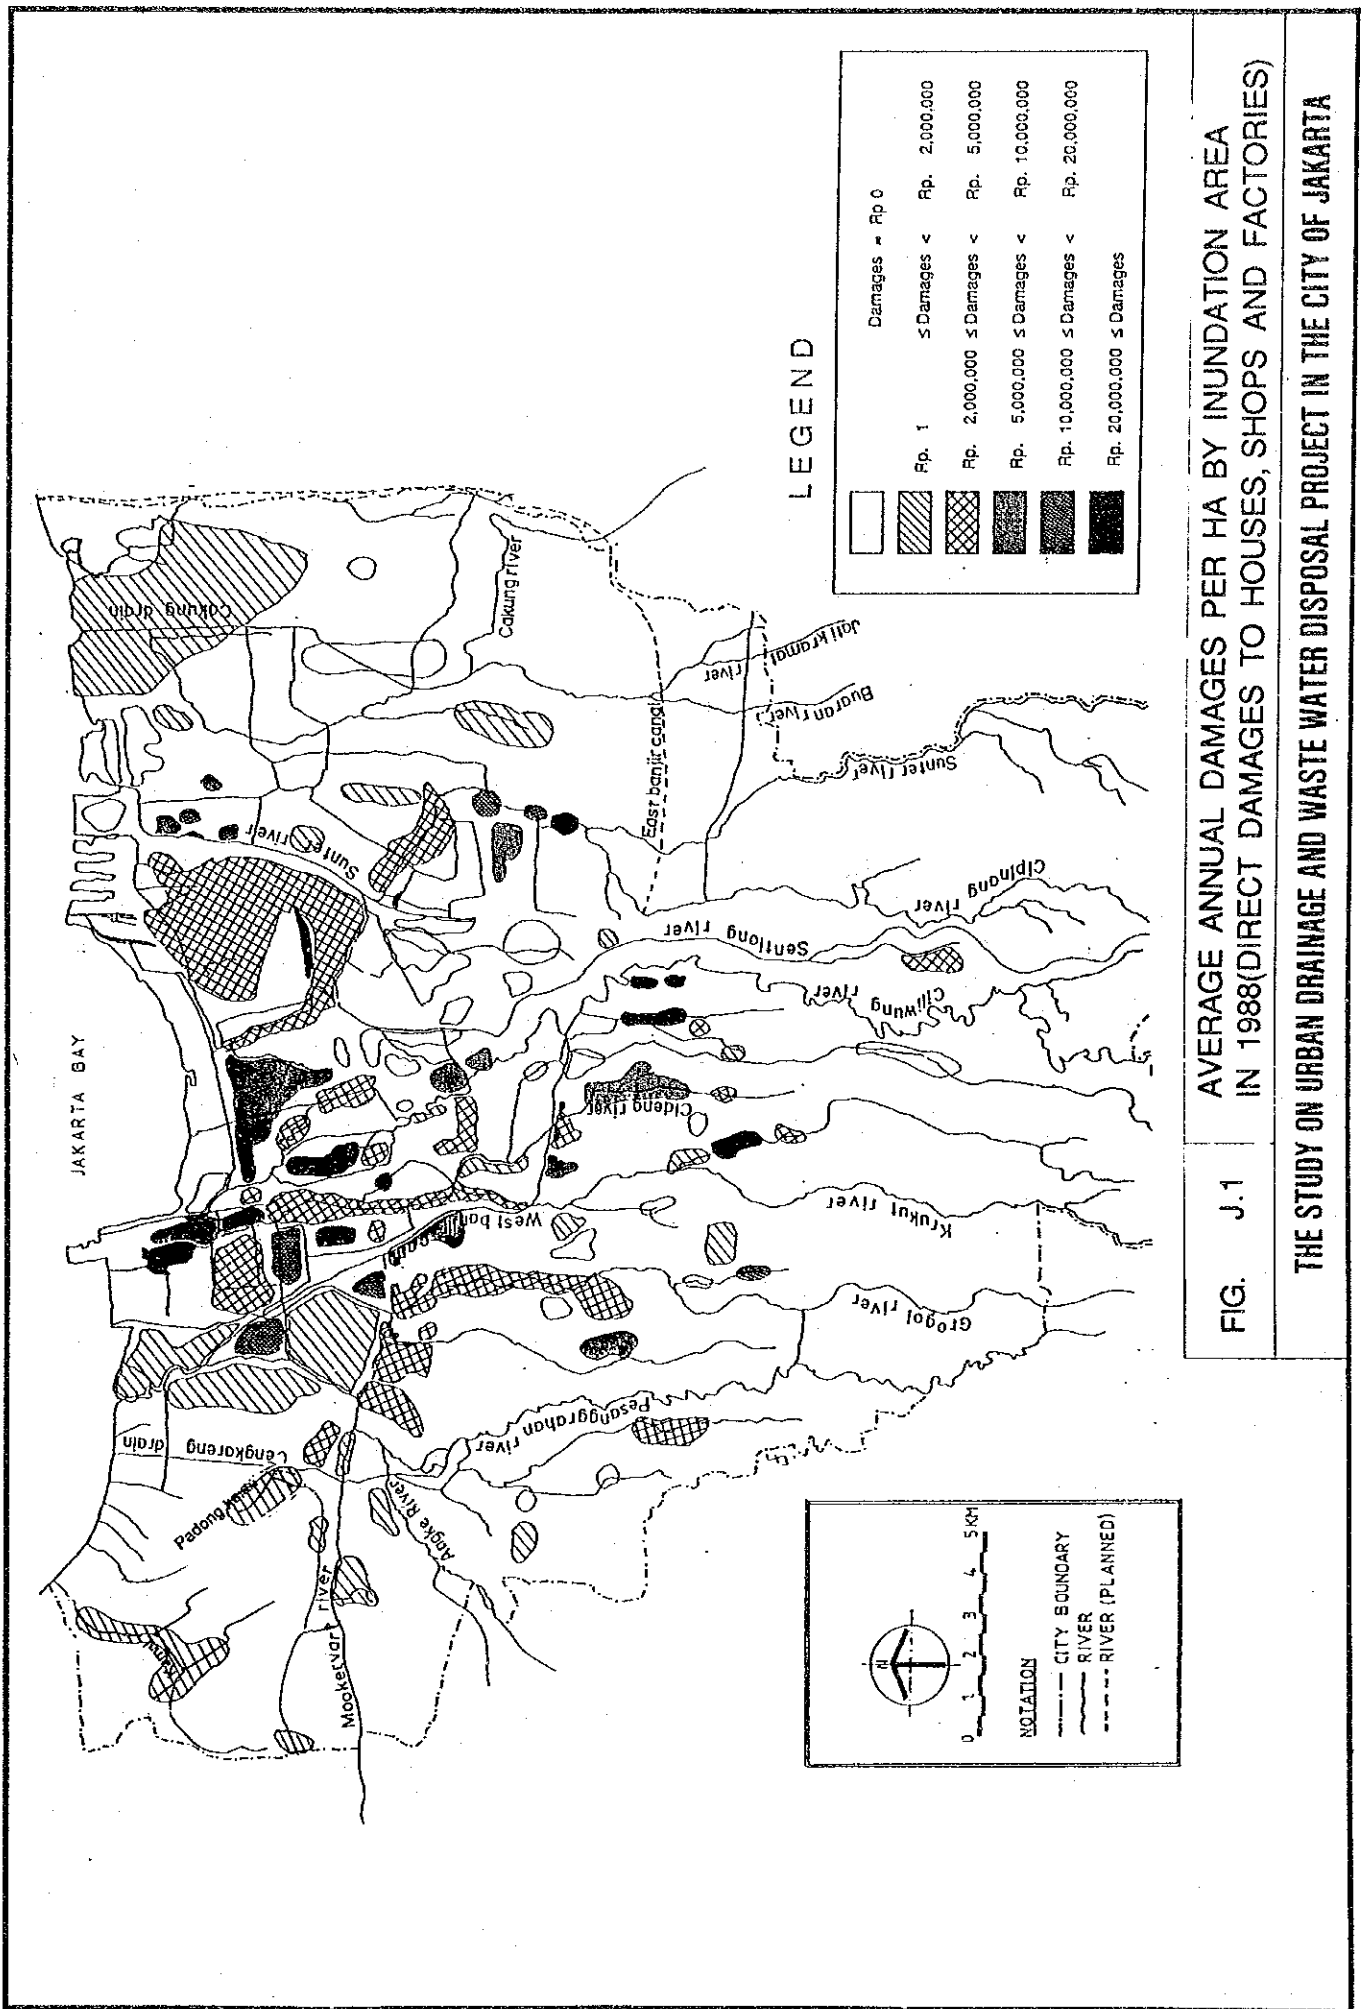 JAKARTA BAY
Cakung drain
Cakung river
Jati kramat
river
Buaran river
East banjir canal
Sunter river
Sunter
river
Cipinang
river
Sentiong river
Ciliwung
river
Cideng river
Krukut river
West
Grogol river
Pesanggrahan river
Cengkareng drain
Padong
Angke River
Mookervart river
LEGEND
Damages = Rp 0
Rp. 1 ≤ Damages < Rp. 2,000,000
Rp. 2,000,000 ≤ Damages < Rp. 5,000,000
Rp. 5,000,000 ≤ Damages < Rp. 10,000,000
Rp. 10,000,000 ≤ Damages < Rp. 20,000,000
Rp. 20,000,000 ≤ Damages
N
0 1 2 3 4 5 KM
NOTATION
CITY BOUNDARY
RIVER
RIVER (PLANNED)
FIG. J.1
AVERAGE ANNUAL DAMAGES PER HA BY INUNDATION AREA
IN 1988(DIRECT DAMAGES TO HOUSES, SHOPS AND FACTORIES)
THE STUDY ON URBAN DRAINAGE AND WASTE WATER DISPOSAL PROJECT IN THE CITY OF JAKARTA